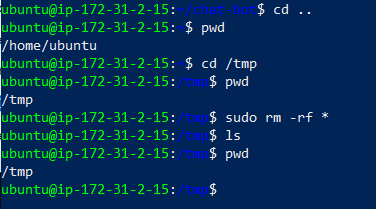 ubuntu@ip-172-31-2-15: $ cd ..
ubuntu@ip-172-31-2-15:~$ pwd
/home/ubuntu
ubuntu@ip-172-31-2-15:~$ cd /tmp
ubuntu@ip-172-31-2-15:/tmp$ pwd
/tmp
ubuntu@ip-172-31-2-15:/tmp$ sudo rm -rf *
ubuntu@ip-172-31-2-15:/tmp$ ls
ubuntu@ip-172-31-2-15:/tmp$ pwd
/tmp
ubuntu@ip-172-31-2-15:/tmp$